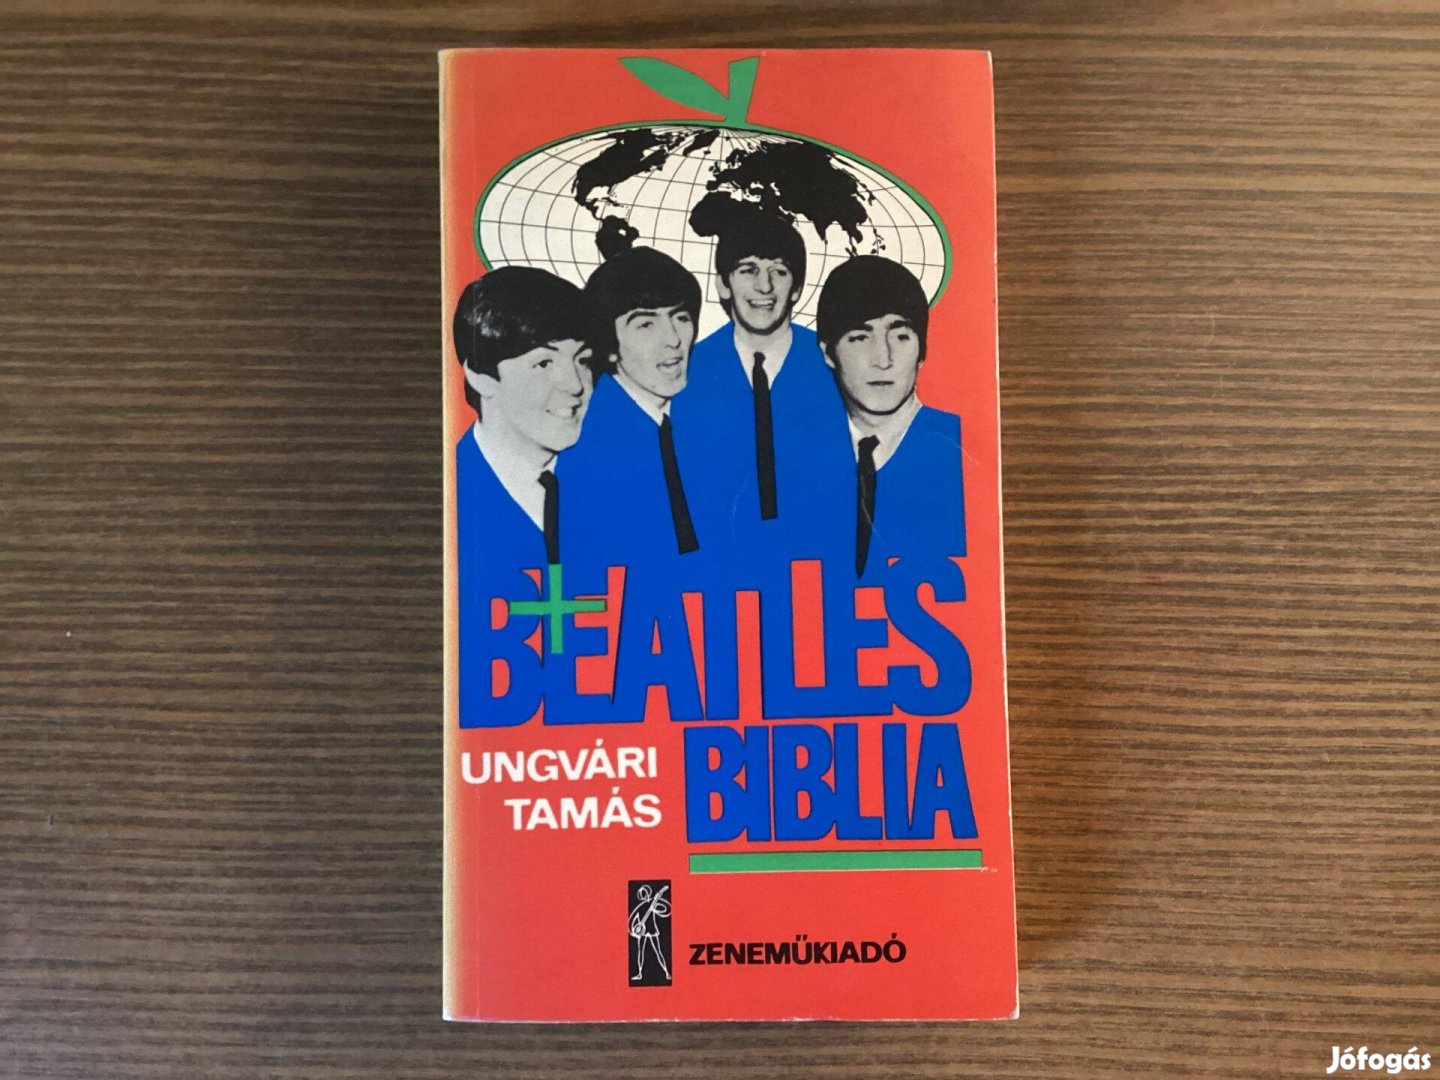 BEATLES
UNGVÁRI
TAMÁS
BIBLIA
ZENEMŰKIADÓ
Jófogás